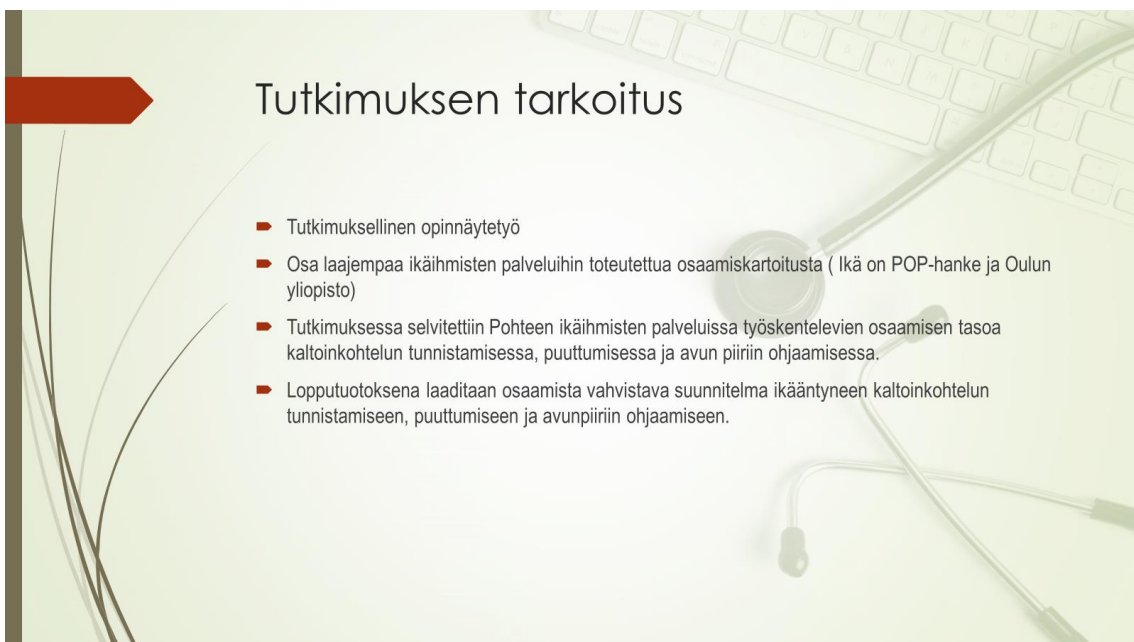 Tutkimuksen tarkoitus
Tutkimuksellinen opinnäytetyö
Osa laajempaa ikäihmisten palveluihin toteutettua osaamiskartoitusta ( Ikä on POP-hanke ja Oulun
yliopisto)
Tutkimuksessa selvitettiin Pohteen ikäihmisten palveluissa työskentelevien osaamisen tasoa
kaltoinkohtelun tunnistamisessa, puuttumisessa ja avun piiriin ohjaamisessa.
Lopputuotoksena laaditaan osaamista vahvistava suunnitelma ikääntyneen kaltoinkohtelun
tunnistamiseen, puuttumiseen ja avunpiiriin ohjaamiseen.